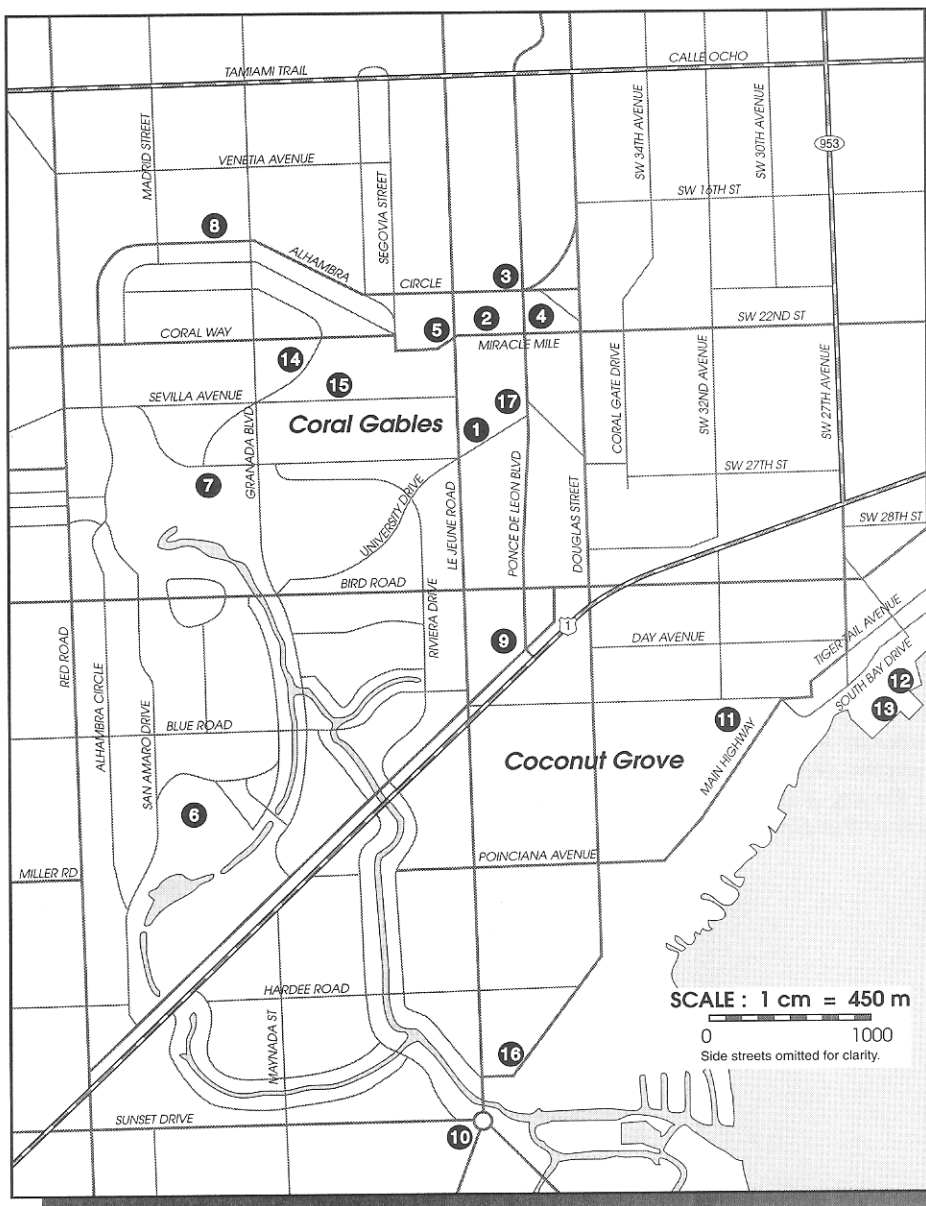 CALLE OCHO
TAMIAMI TRAIL
MADRID STREET
VENETIA AVENUE
SEGOVIA STREET
SW 34TH AVENUE
SW 30TH AVENUE
953
SW 16TH ST
8
ALHAMBRA
CIRCLE
3
2
4
5
CORAL WAY
MIRACLE MILE
SW 22ND ST
14
15
SEVILLA AVENUE
17
Coral Gables
1
GRANADA BLVD
CORAL GATE DRIVE
SW 32ND AVENUE
SW 27TH AVENUE
7
SW 27TH ST
UNIVERSITY DRIVE
LE JEUNE ROAD
PONCE DE LEON BLVD
DOUGLAS STREET
SW 28TH ST
BIRD ROAD
RIVIERA DRIVE
1
9
DAY AVENUE
TIGERTAIL AVENUE
RED ROAD
ALHAMBRA CIRCLE
SAN AMARO DRIVE
BLUE ROAD
SOUTH BAY DRIVE
12
13
11
MAIN HIGHWAY
Coconut Grove
6
POINCIANA AVENUE
MILLER RD
HARDEE ROAD
MAYNADA ST
SCALE : 1 cm = 450 m
0 1000
Side streets omitted for clarity.
16
SUNSET DRIVE
10